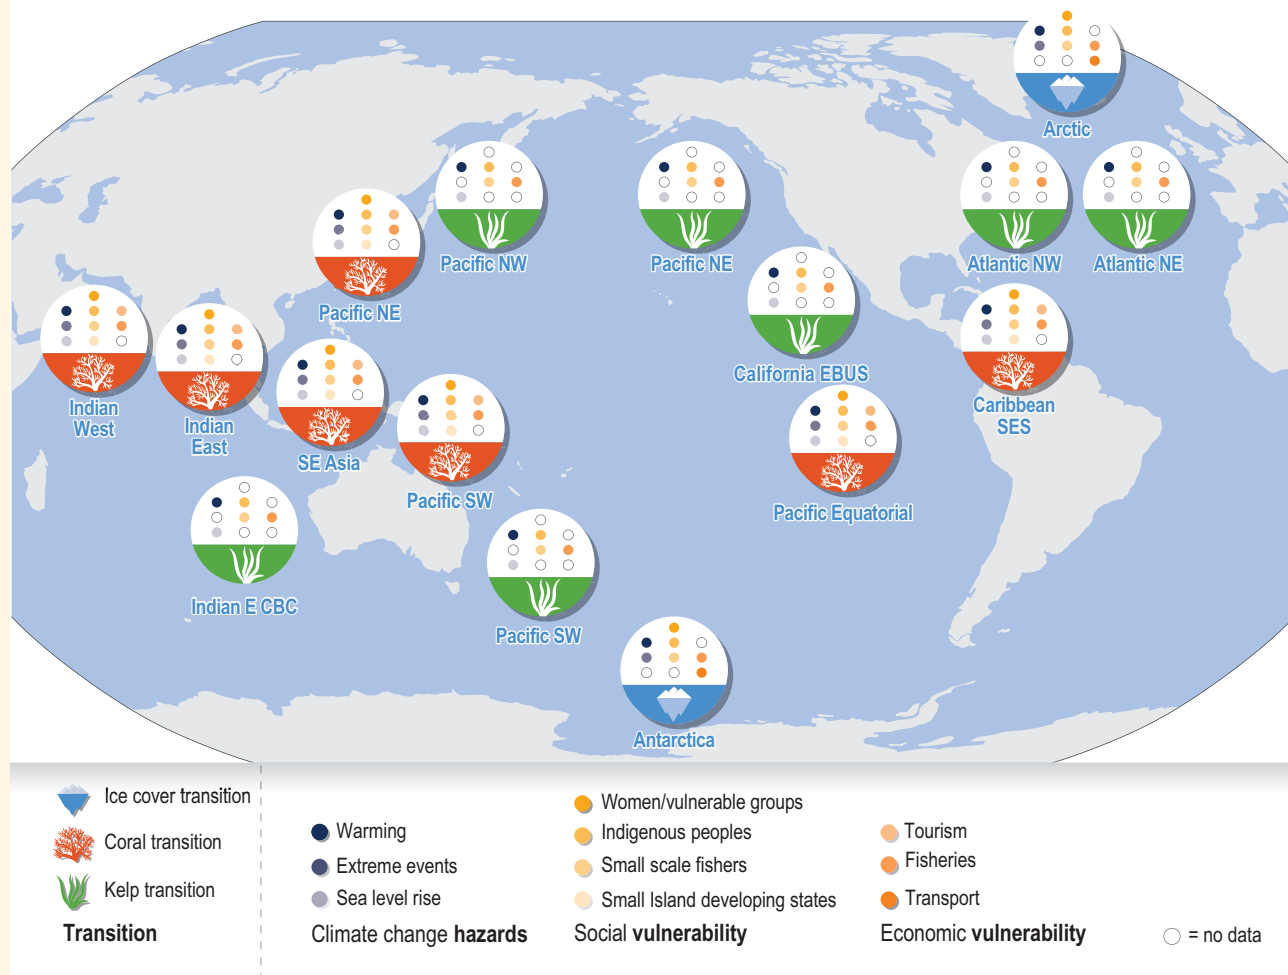 Arctic
Pacific NW
Pacific NE
Atlantic NW
Atlantic NE
Pacific NE
California EBUS
Indian
West
Indian
East
SE Asia
Pacific SW
Caribbean
SES
Pacific Equatorial
Indian E CBC
Pacific SW
Antarctica
Ice cover transition
Coral transition
Kelp transition
Transition
Warming
Extreme events
Sea level rise
Climate change hazards
Women/vulnerable groups
Indigenous peoples
Small scale fishers
Small Island developing states
Social vulnerability
Tourism
Fisheries
Transport
Economic vulnerability
= no data